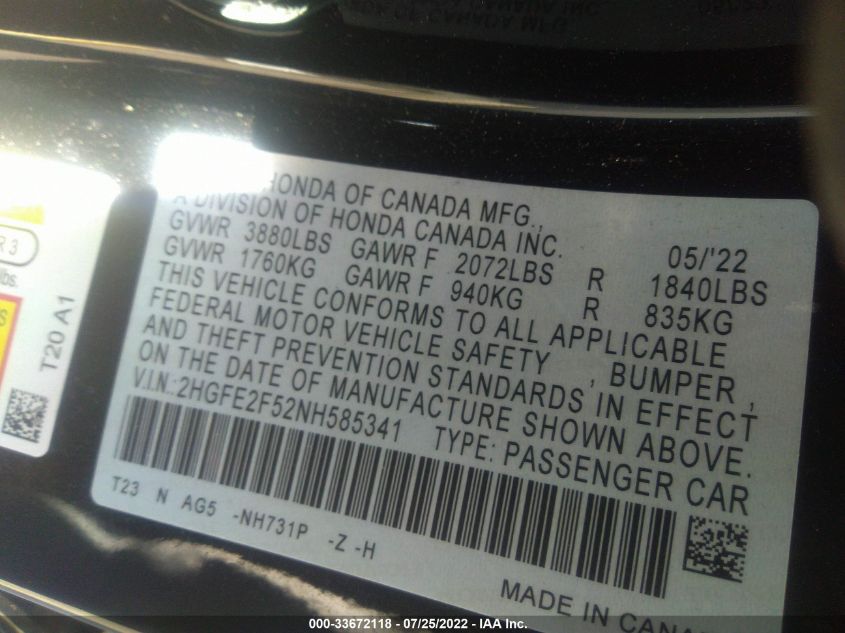 HONDA OF CANADA MFG.,
A DIVISION OF HONDA CANADA INC. 05/'22
GVWR 3880LBS GAWR F 2072LBS R 1840LBS
GVWR 1760KG GAWR F 940KG R 835KG
THIS VEHICLE CONFORMS TO ALL APPLICABLE
FEDERAL MOTOR VEHICLE SAFETY , BUMPER ,
AND THEFT PREVENTION STANDARDS IN EFFECT
ON THE DATE OF MANUFACTURE SHOWN ABOVE.
V.I.N.:2HGFE2F52NH585341 TYPE: PASSENGER CAR
T23 N AG5 -NH731P -Z -H
MADE IN CANA
R 3
lbs.
S
T20 A1
000-33672118 - 07/25/2022 - IAA Inc.